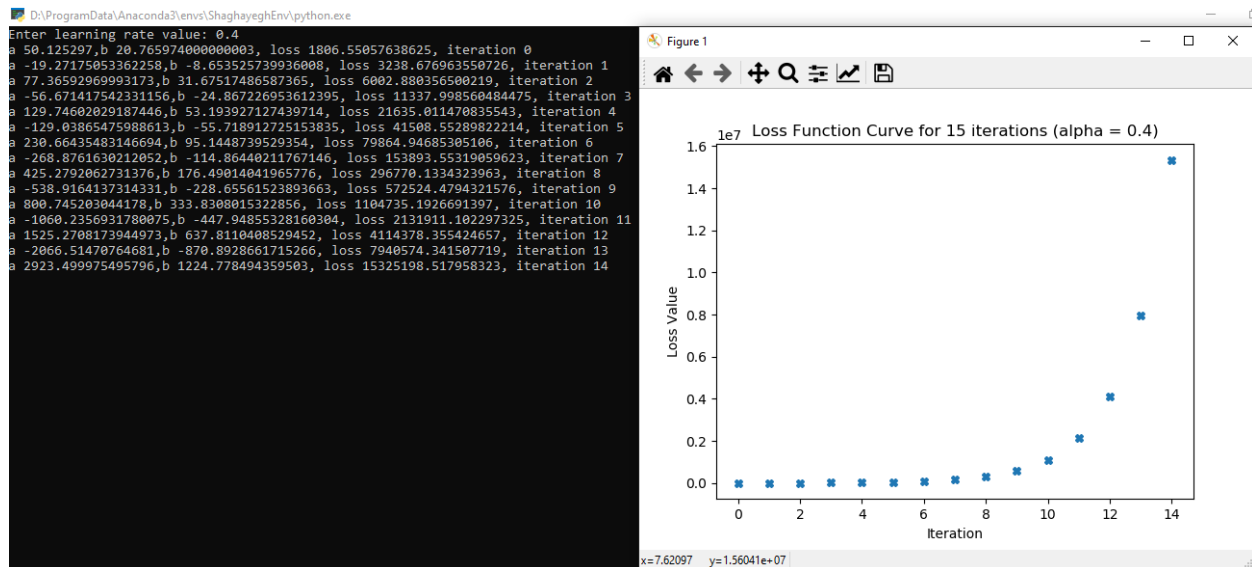 D:\ProgramData\Anaconda3\envs\ShaghayeghEnv\python.exe
Enter learning rate value: 0.4
a 50.125297,b 20.765974000000003, loss 1806.55057638625, iteration 0
a -19.27175053362258,b -8.653525739936008, loss 3238.676963550726, iteration 1
a 77.36592969993173,b 31.67517486587365, loss 6002.880356500219, iteration 2
a -56.671417542331156,b -24.867226953612395, loss 11337.998560484475, iteration 3
a 129.74602029187446,b 53.193927127439714, loss 21635.011470835543, iteration 4
a -129.03865475988613,b -55.718912725153835, loss 41508.55289822214, iteration 5
a 230.66435483146694,b 95.1448739529354, loss 79864.94685305106, iteration 6
a -268.8761630212052,b -114.86440211767146, loss 153893.55319059623, iteration 7
a 425.2792062731376,b 176.49014041965776, loss 296770.1334323963, iteration 8
a -538.9164137314331,b -228.65561523893663, loss 572524.4794321576, iteration 9
a 800.745203044178,b 333.8308015322856, loss 1104735.1926691397, iteration 10
a -1060.2356931780075,b -447.94855328160304, loss 2131911.102297325, iteration 11
a 1525.2708173944973,b 637.8110408529452, loss 4114378.355424657, iteration 12
a -2066.51470764681,b -870.8928661715266, loss 7940574.341507719, iteration 13
a 2923.499975495796,b 1224.778494359503, loss 15325198.517958323, iteration 14
Figure 1
Loss Function Curve for 15 iterations (alpha = 0.4)
1e7
1.6
1.4
1.2
1.0
0.8
0.6
0.4
0.2
0.0
Loss Value
0 2 4 6 8 10 12 14
Iteration
x=7.62097 y=1.56041e+07